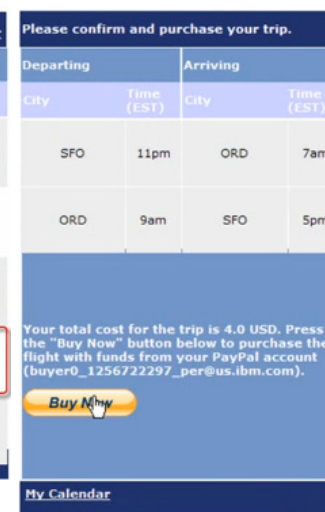 Please confirm and purchase your trip.
Departing Arriving
City Time (EST) City Time (EST)
SFO 11pm ORD 7am
ORD 9am SFO 5pm
Your total cost for the trip is 4.0 USD. Press
the "Buy Now" button below to purchase the
flight with funds from your PayPal account
(buyer0_1256722297_per@us.ibm.com).
Buy Now
My Calendar